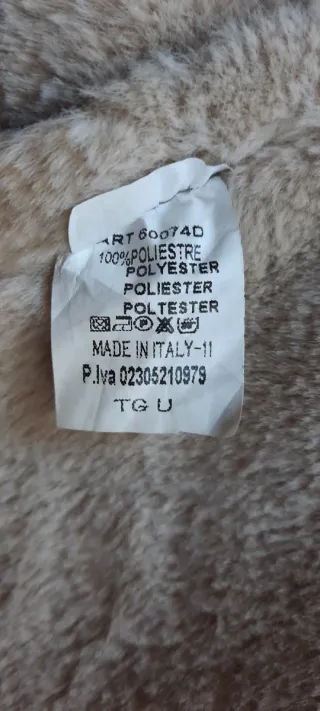 ART 60074D
100%POLIESTRE
POLYESTER
POLIESTER
POLTESTER
MADE IN ITALY-11
P.Iva 02305210979
TG U